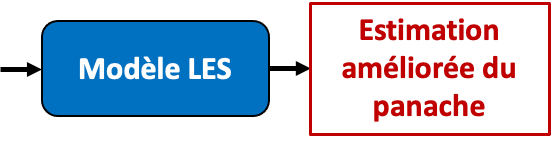 Modèle LES
Estimation
améliorée du
panache